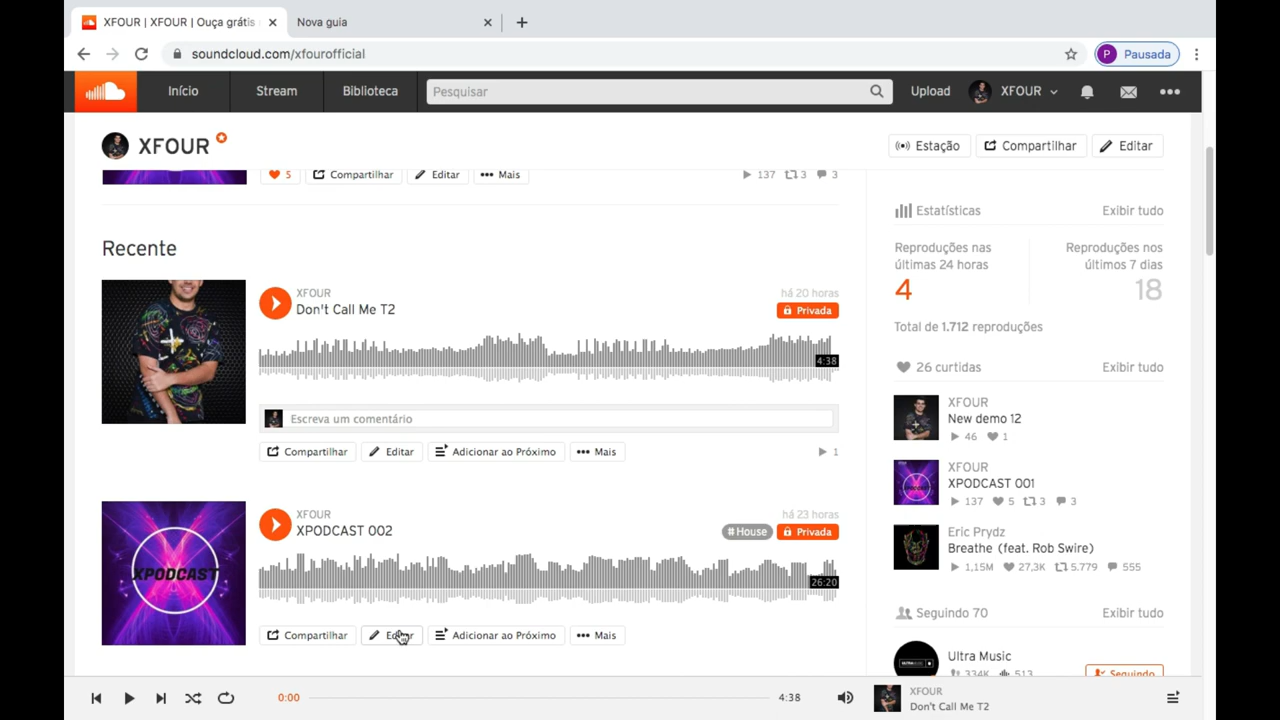 XFOUR | XFOUR | Ouça grátis
Nova guia
soundcloud.com/xfourofficial
P
Pausada
Início
Stream
Biblioteca
Pesquisar
Upload
XFOUR
XFOUR
Estação
Compartilhar
Editar
5
Compartilhar
Editar
Mais
137
3
3
Recente
XFOUR
Don't Call Me T2
há 20 horas
Privada
4:38
Escreva um comentário
Compartilhar
Editar
Adicionar ao Próximo
Mais
1
XPODCAST
XFOUR
XPODCAST 002
há 23 horas
# House
Privada
26:20
Compartilhar
Editar
Adicionar ao Próximo
Mais
Estatísticas
Exibir tudo
Reproduções nas
últimas 24 horas
4
Reproduções nos
últimos 7 dias
18
Total de 1.712 reproduções
26 curtidas
Exibir tudo
XFOUR
New demo 12
46
1
XFOUR
XPODCAST 001
137
5
3
3
Eric Prydz
Breathe (feat. Rob Swire)
1,15M
27,3K
5.779
555
Seguindo 70
Exibir tudo
Ultra Music
334K
513
Seguindo
0:00
4:38
XFOUR
Don't Call Me T2